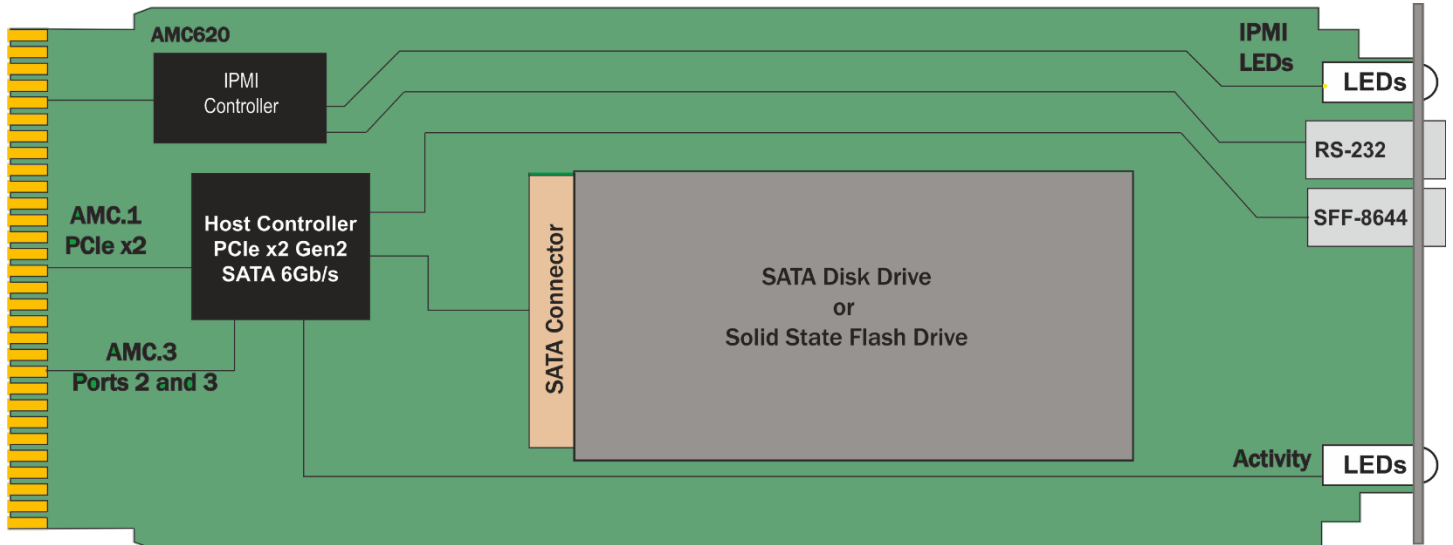 AMC620
IPMI
Controller
IPMI
LEDs
LEDs
RS-232
SFF-8644
AMC.1
PCIe x2
Host Controller
PCIe x2 Gen2
SATA 6Gb/s
AMC.3
Ports 2 and 3
SATA Connector
SATA Disk Drive
or
Solid State Flash Drive
Activity
LEDs